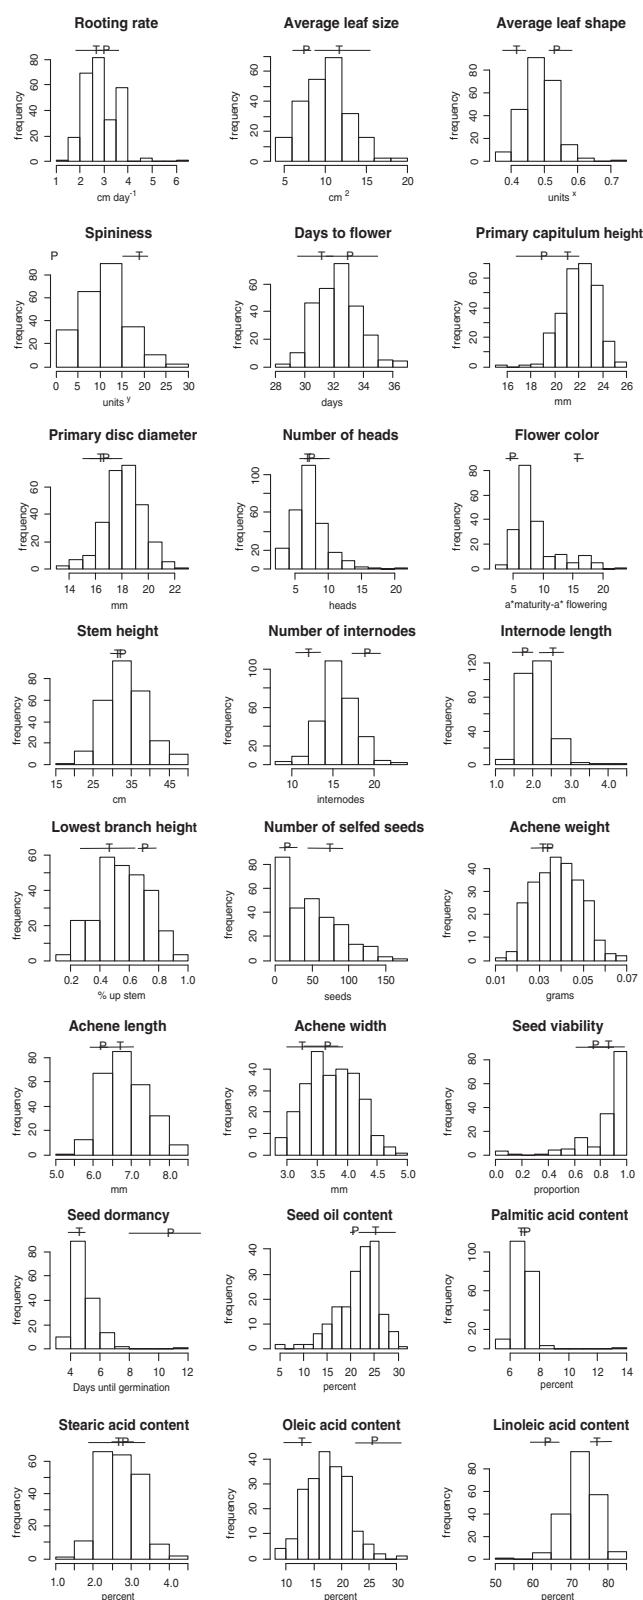 Rooting rate
T P
frequency
0 20 40 60 80
1 2 3 4 5 6
cm day-1
Average leaf size
P T
frequency
0 20 40 60
5 10 15 20
cm 2
Average leaf shape
T P
frequency
0 20 40 60 80
0.4 0.5 0.6 0.7
units x
Spininess
P T
frequency
0 20 40 60 80
0 5 10 15 20 25 30
units y
Days to flower
T P
frequency
0 20 40 60
28 30 32 34 36
days
Primary capitulum height
P T
frequency
0 20 40 60
16 18 20 22 24 26
mm
Primary disc diameter
T P
frequency
0 20 40 60
14 16 18 20 22
mm
Number of heads
T P
frequency
0 20 60 100
5 10 15 20
heads
Flower color
P T
frequency
0 20 40 60 80
5 10 15 20
a*maturity-a* flowering
Stem height
T P
frequency
0 20 40 60 80
15 25 35 45
cm
Number of internodes
T P
frequency
0 20 60 100
10 15 20
internodes
Internode length
P T
frequency
0 40 80 120
1.0 2.0 3.0 4.0
cm
Lowest branch height
T P
frequency
0 20 40 60
0.2 0.4 0.6 0.8 1.0
% up stem
Number of selfed seeds
P T
frequency
0 20 40 60 80
0 50 100 150
seeds
Achene weight
T P
frequency
0 10 20 30 40
0.01 0.03 0.05 0.07
grams
Achene length
P T
frequency
0 20 40 60 80
5.0 6.0 7.0 8.0
mm
Achene width
T P
frequency
0 10 20 30 40
3.0 3.5 4.0 4.5 5.0
mm
Seed viability
P T
frequency
0 20 40 60 80
0.0 0.2 0.4 0.6 0.8 1.0
proportion
Seed dormancy
T P
frequency
0 20 40 60 80
4 6 8 10 12
Days until germination
Seed oil content
P T
frequency
0 10 20 40
5 10 15 20 25 30
percent
Palmitic acid content
T P
frequency
0 20 60 100
6 8 10 12 14
percent
Stearic acid content
T P
frequency
0 20 40 60
1.0 2.0 3.0 4.0
percent
Oleic acid content
T P
frequency
0 10 20 30 40
10 15 20 25 30
percent
Linoleic acid content
P T
frequency
0 20 40 60 80
50 60 70 80
percent